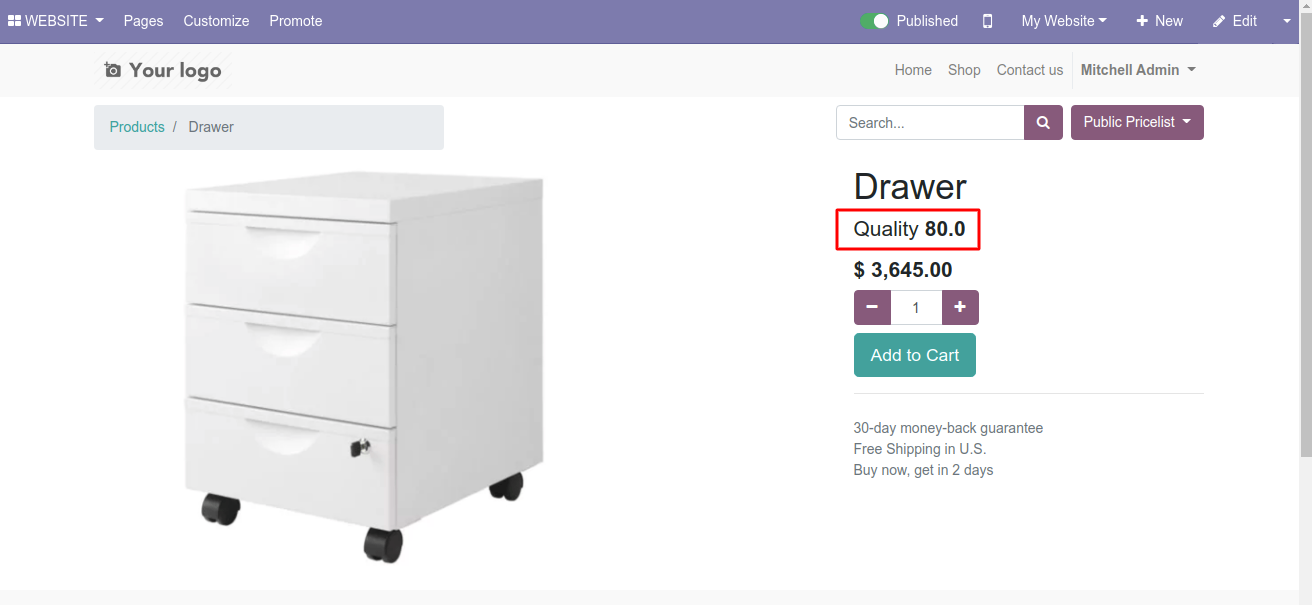 WEBSITE Pages Customize Promote Published My Website New Edit
Your logo Home Shop Contact us Mitchell Admin
Products / Drawer Search... Public Pricelist
Drawer
Quality 80.0
$ 3,645.00
− 1 +
Add to Cart
30-day money-back guarantee
Free Shipping in U.S.
Buy now, get in 2 days